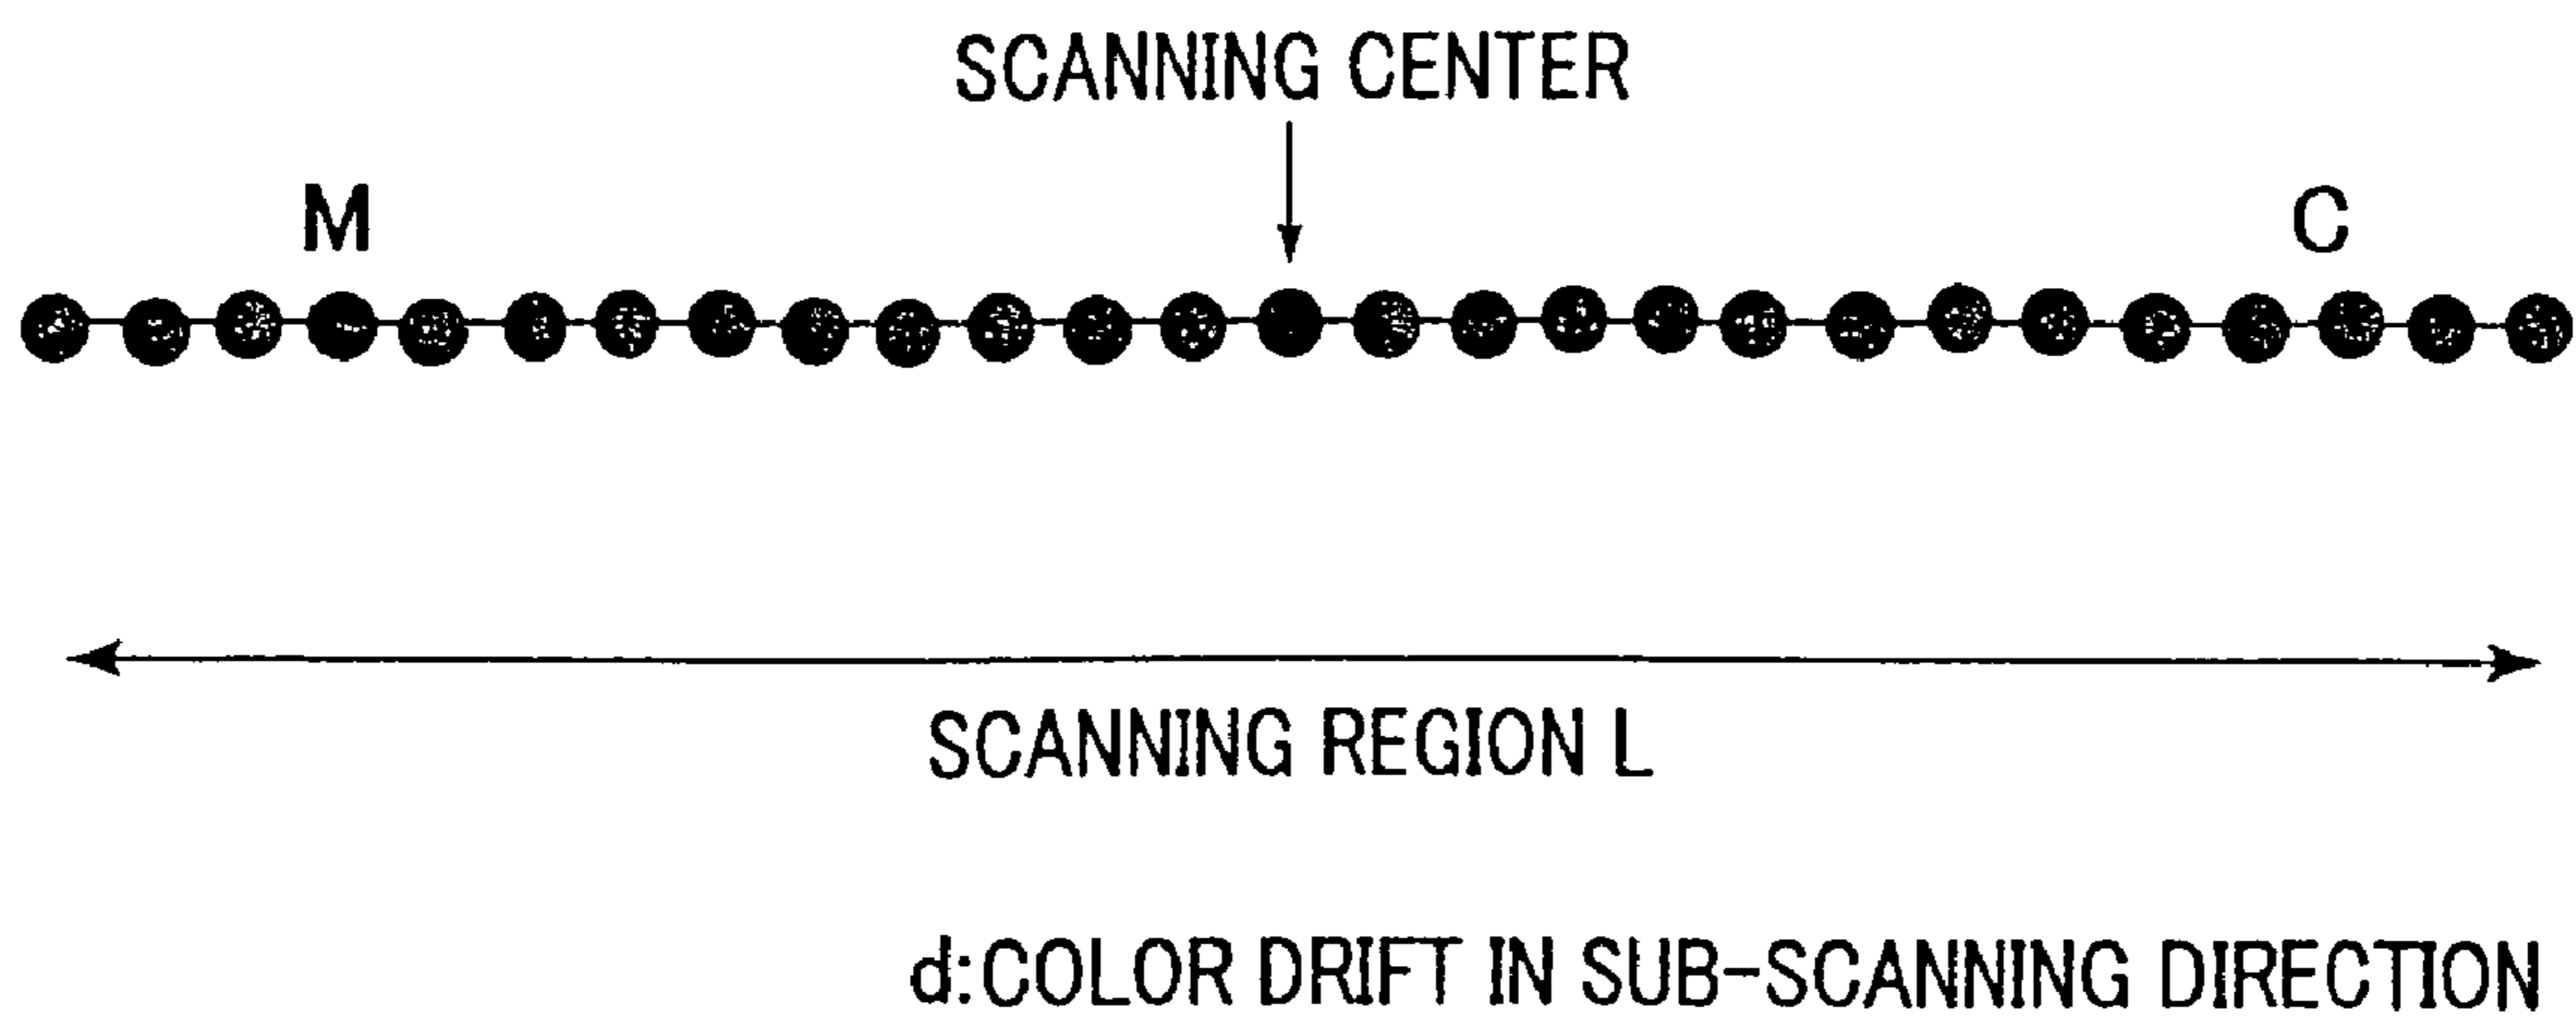 SCANNING CENTER
M
C
SCANNING REGION L
d:COLOR DRIFT IN SUB-SCANNING DIRECTION